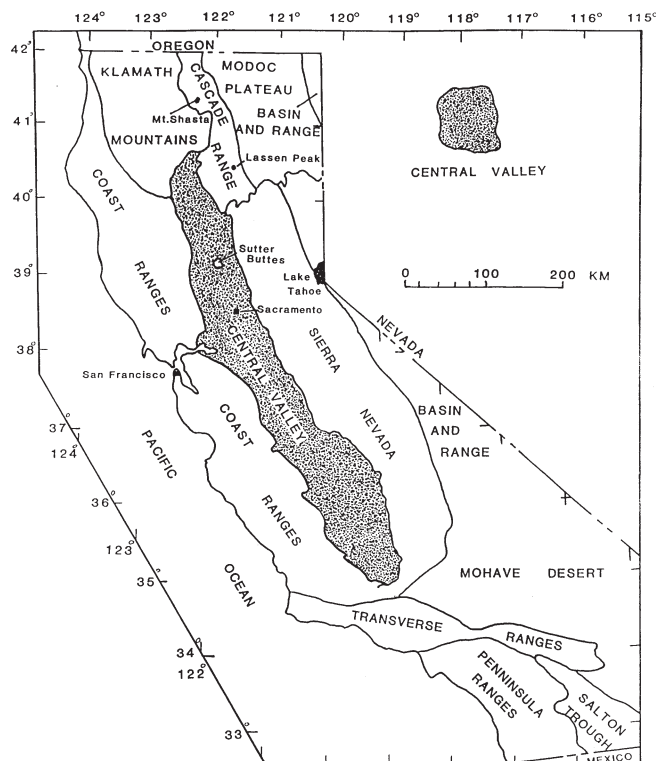 124° 123° 122° 121° 120° 119° 118° 117° 116° 115°
42°
OREGON
KLAMATH
CASCADE
MODOC
PLATEAU
41°
Mt.Shasta
BASIN
AND RANGE
MOUNTAINS
RANGE
Lassen Peak
CENTRAL VALLEY
40°
COAST
RANGES
Sutter
Buttes
39°
Lake
Tahoe
0 100 200 KM
Sacramento
NEVADA
SIERRA
NEVADA
38°
CENTRAL VALLEY
San Francisco
COAST
RANGES
BASIN
AND
RANGE
37°
124°
PACIFIC
OCEAN
36°
123°
35°
MOHAVE DESERT
TRANSVERSE
RANGES
34°
122°
PENNINSULA
RANGES
SALTON
TROUGH
33°
MEXICO